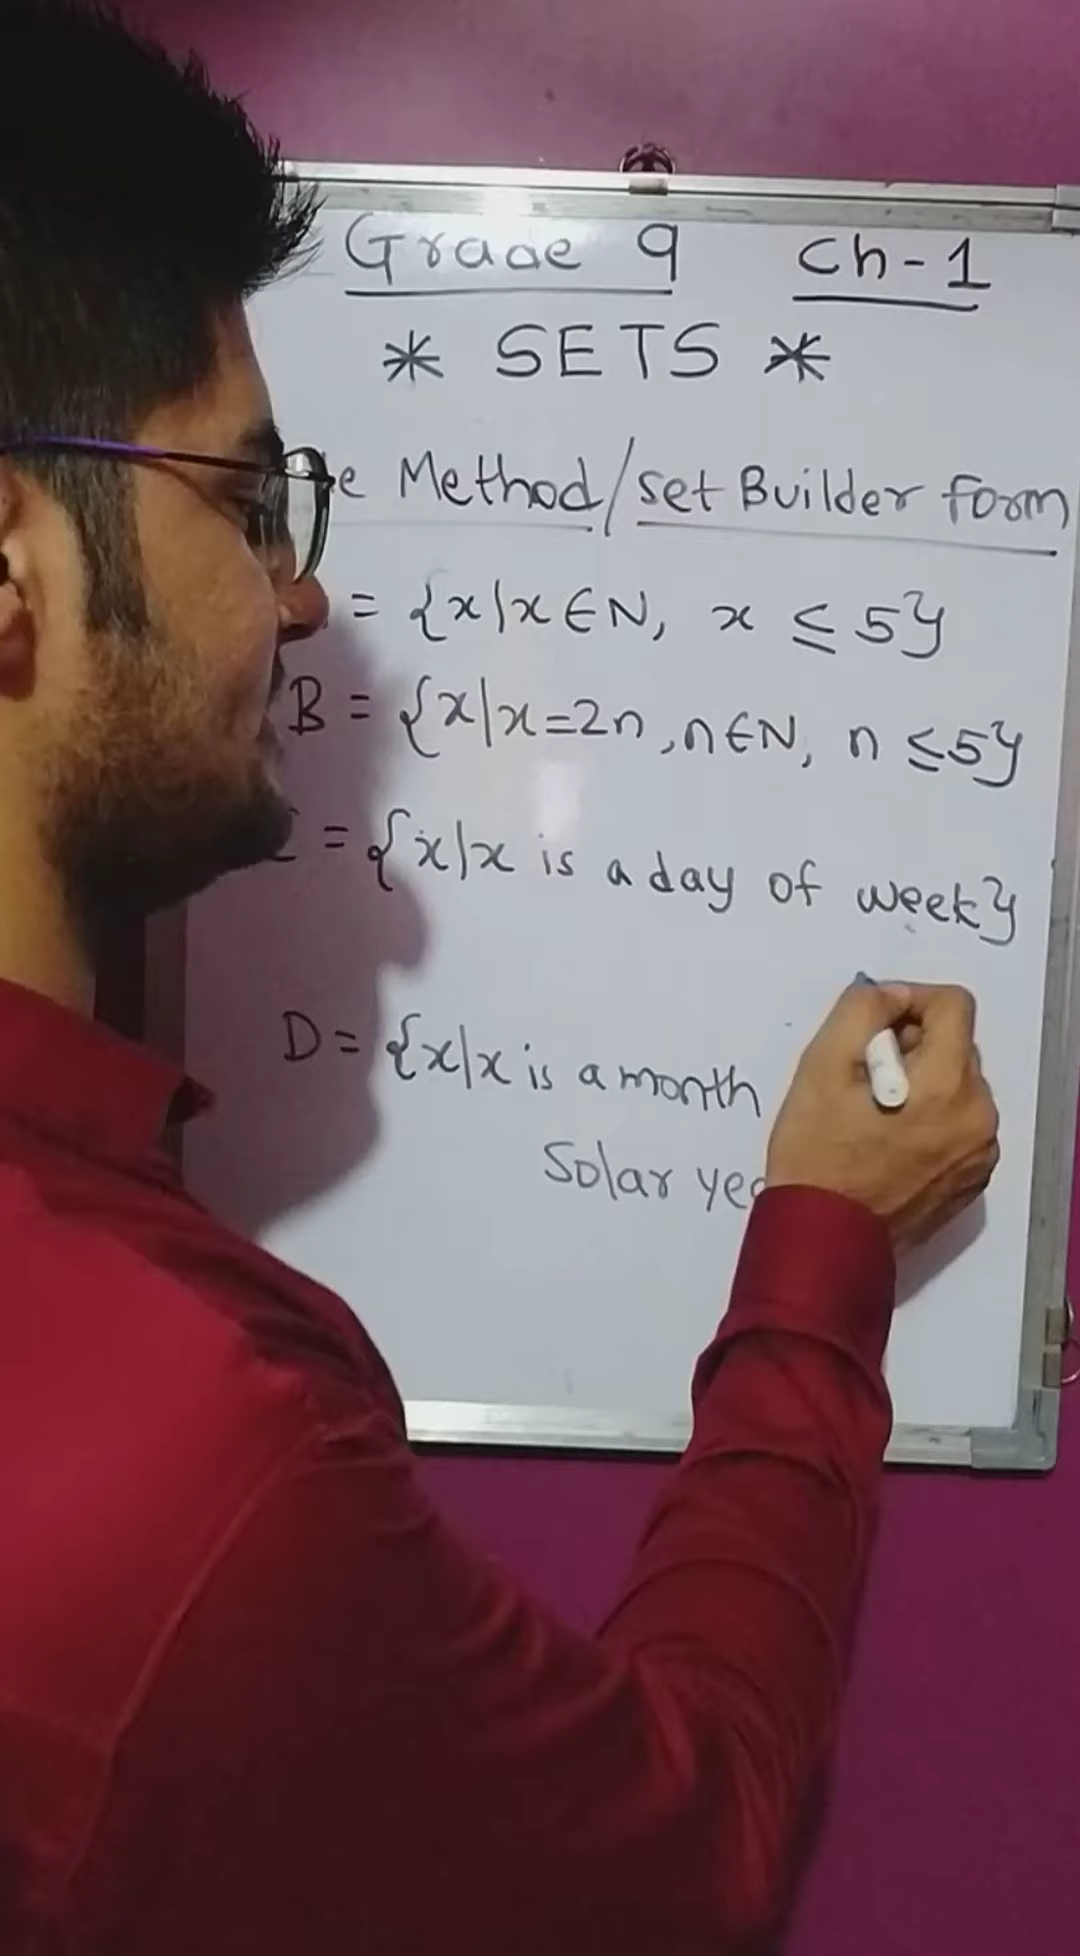 Grade 9 Ch-1
* SETS *
Method/set Builder form
= {x|x∈N, x ≤ 5}
B = {x|x=2n, n∈N, n ≤5}
= {x|x is a day of week}
D = {x|x is a month
Solar